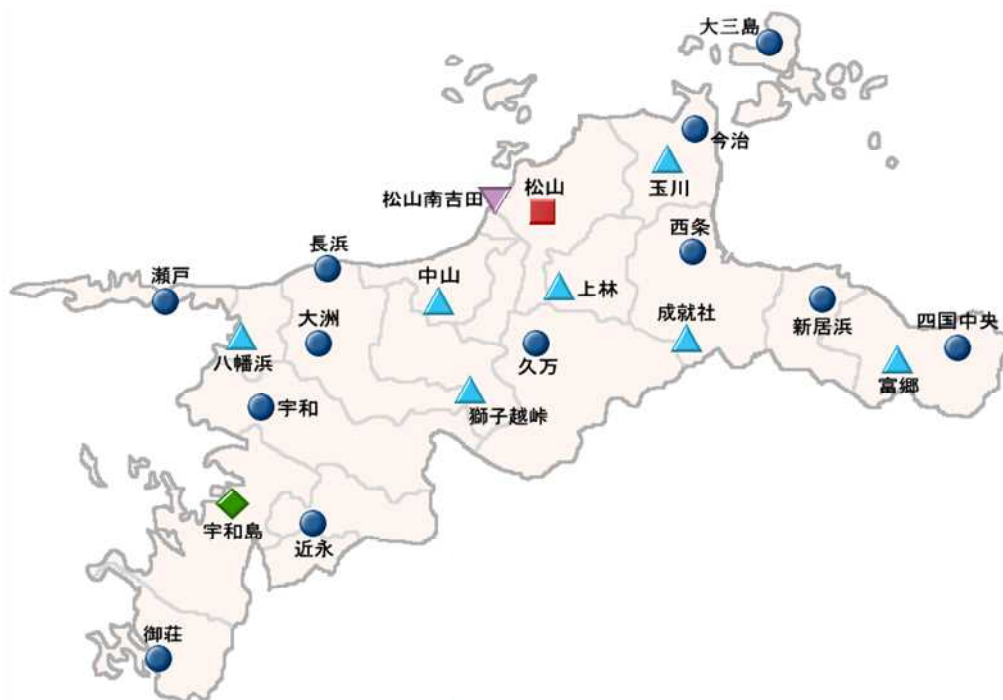 大三島
今治
玉川
松山
松山南吉田
西条
長浜
瀬戸
中山
上林
大洲
成就社
新居浜
四国中央
八幡浜
久万
富郷
宇和
獅子越峠
宇和島
近永
御荘